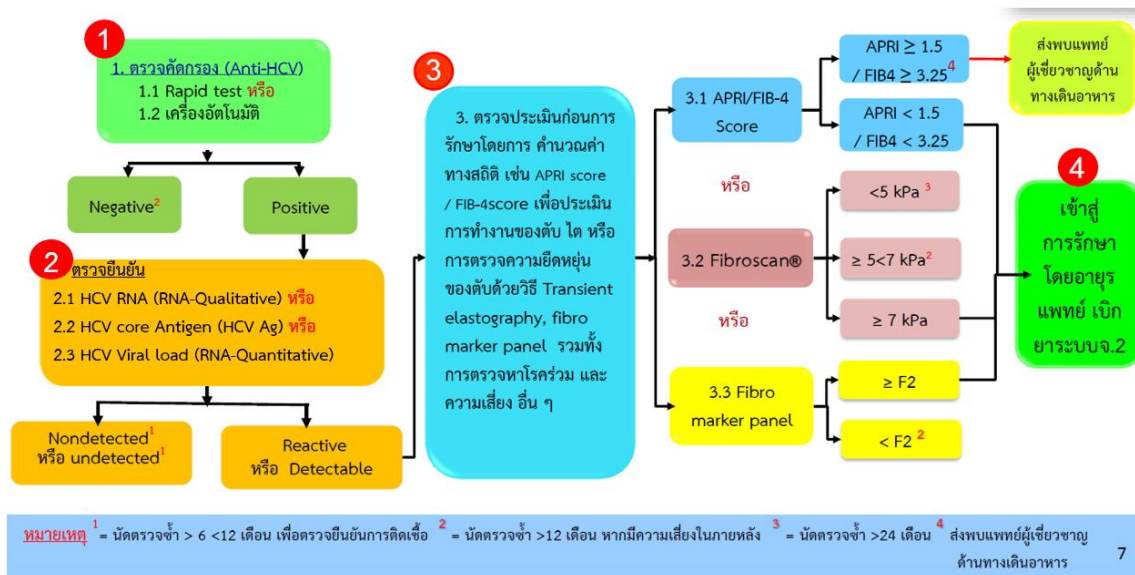 1
1. ตรวจคัดกรอง (Anti-HCV)
1.1 Rapid test หรือ
1.2 เครื่องอัตโนมัติ
Negative2
Positive
2
ตรวจยืนยัน
2.1 HCV RNA (RNA-Qualitative) หรือ
2.2 HCV core Antigen (HCV Ag) หรือ
2.3 HCV Viral load (RNA-Quantitative)
Nondetected1
หรือ undetected1
Reactive
หรือ Detectable
3
3. ตรวจประเมินก่อนการ
รักษาโดยการ คำนวณค่า
ทางสถิติ เช่น APRI score
/ FIB-4score เพื่อประเมิน
การทำงานของตับ ไต หรือ
การตรวจความยืดหยุ่น
ของตับด้วยวิธี Transient
elastography, fibro
marker panel รวมทั้ง
การตรวจหาโรคร่วม และ
ความเสี่ยง อื่น ๆ
3.1 APRI/FIB-4
Score
APRI ≥ 1.5
/ FIB4 ≥ 3.254
APRI < 1.5
/ FIB4 < 3.25
ส่งพบแพทย์
ผู้เชี่ยวชาญด้าน
ทางเดินอาหาร
หรือ
3.2 Fibroscan®
<5 kPa 3
≥ 5<7 kPa2
≥ 7 kPa
หรือ
3.3 Fibro
marker panel
≥ F2
< F2 2
4
เข้าสู่
การรักษา
โดยอายุร
แพทย์ เบิก
ยาระบบจ.2
หมายเหตุ 1 = นัดตรวจซ้ำ > 6 <12 เดือน เพื่อตรวจยืนยันการติดเชื้อ 2 = นัดตรวจซ้ำ >12 เดือน หากมีความเสี่ยงในภายหลัง 3 = นัดตรวจซ้ำ >24 เดือน 4 ส่งพบแพทย์ผู้เชี่ยวชาญ
ด้านทางเดินอาหาร
7